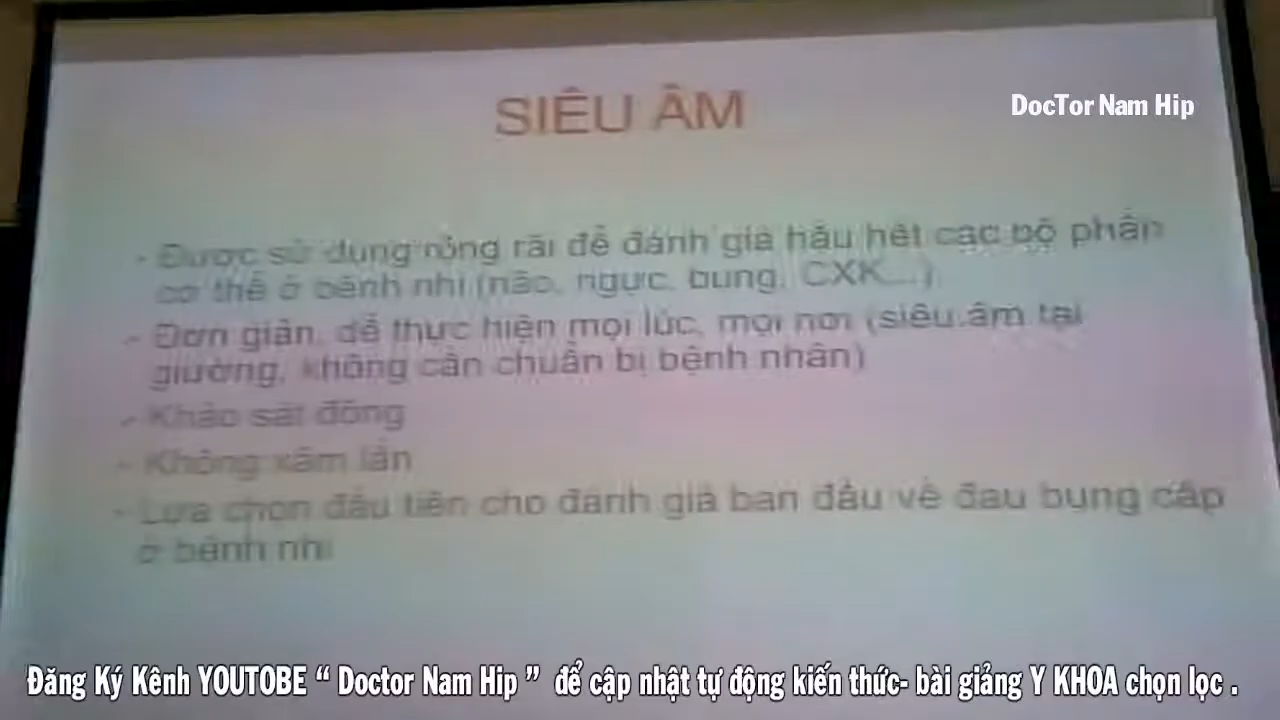 SIÊU ÂM
DocTor Nam Hip
- Được sử dụng rộng rãi để đánh giá hầu hết các bộ phận
cơ thể ở bệnh nhi (não, ngực, bụng, CXK...)
- Đơn giản, dễ thực hiện mọi lúc, mọi nơi (siêu âm tại
giường, không cần chuẩn bị bệnh nhân)
- Khảo sát động
- Không xâm lấn
- Lựa chọn đầu tiên cho đánh giá ban đầu về đau bụng cấp
ở bệnh nhi
Đăng Ký Kênh YOUTOBE “ Doctor Nam Hip ” để cập nhật tự động kiến thức- bài giảng Y KHOA chọn lọc .